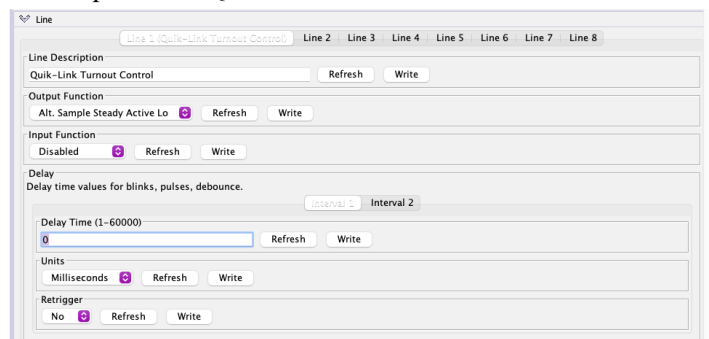 Line
Line 1 (Quik-Link Turnout Control) Line 2 Line 3 Line 4 Line 5 Line 6 Line 7 Line 8
Line Description
Quik-Link Turnout Control Refresh Write
Output Function
Alt. Sample Steady Active Lo Refresh Write
Input Function
Disabled Refresh Write
Delay
Delay time values for blinks, pulses, debounce.
Interval 1 Interval 2
Delay Time (1-60000)
0 Refresh Write
Units
Milliseconds Refresh Write
Retrigger
No Refresh Write